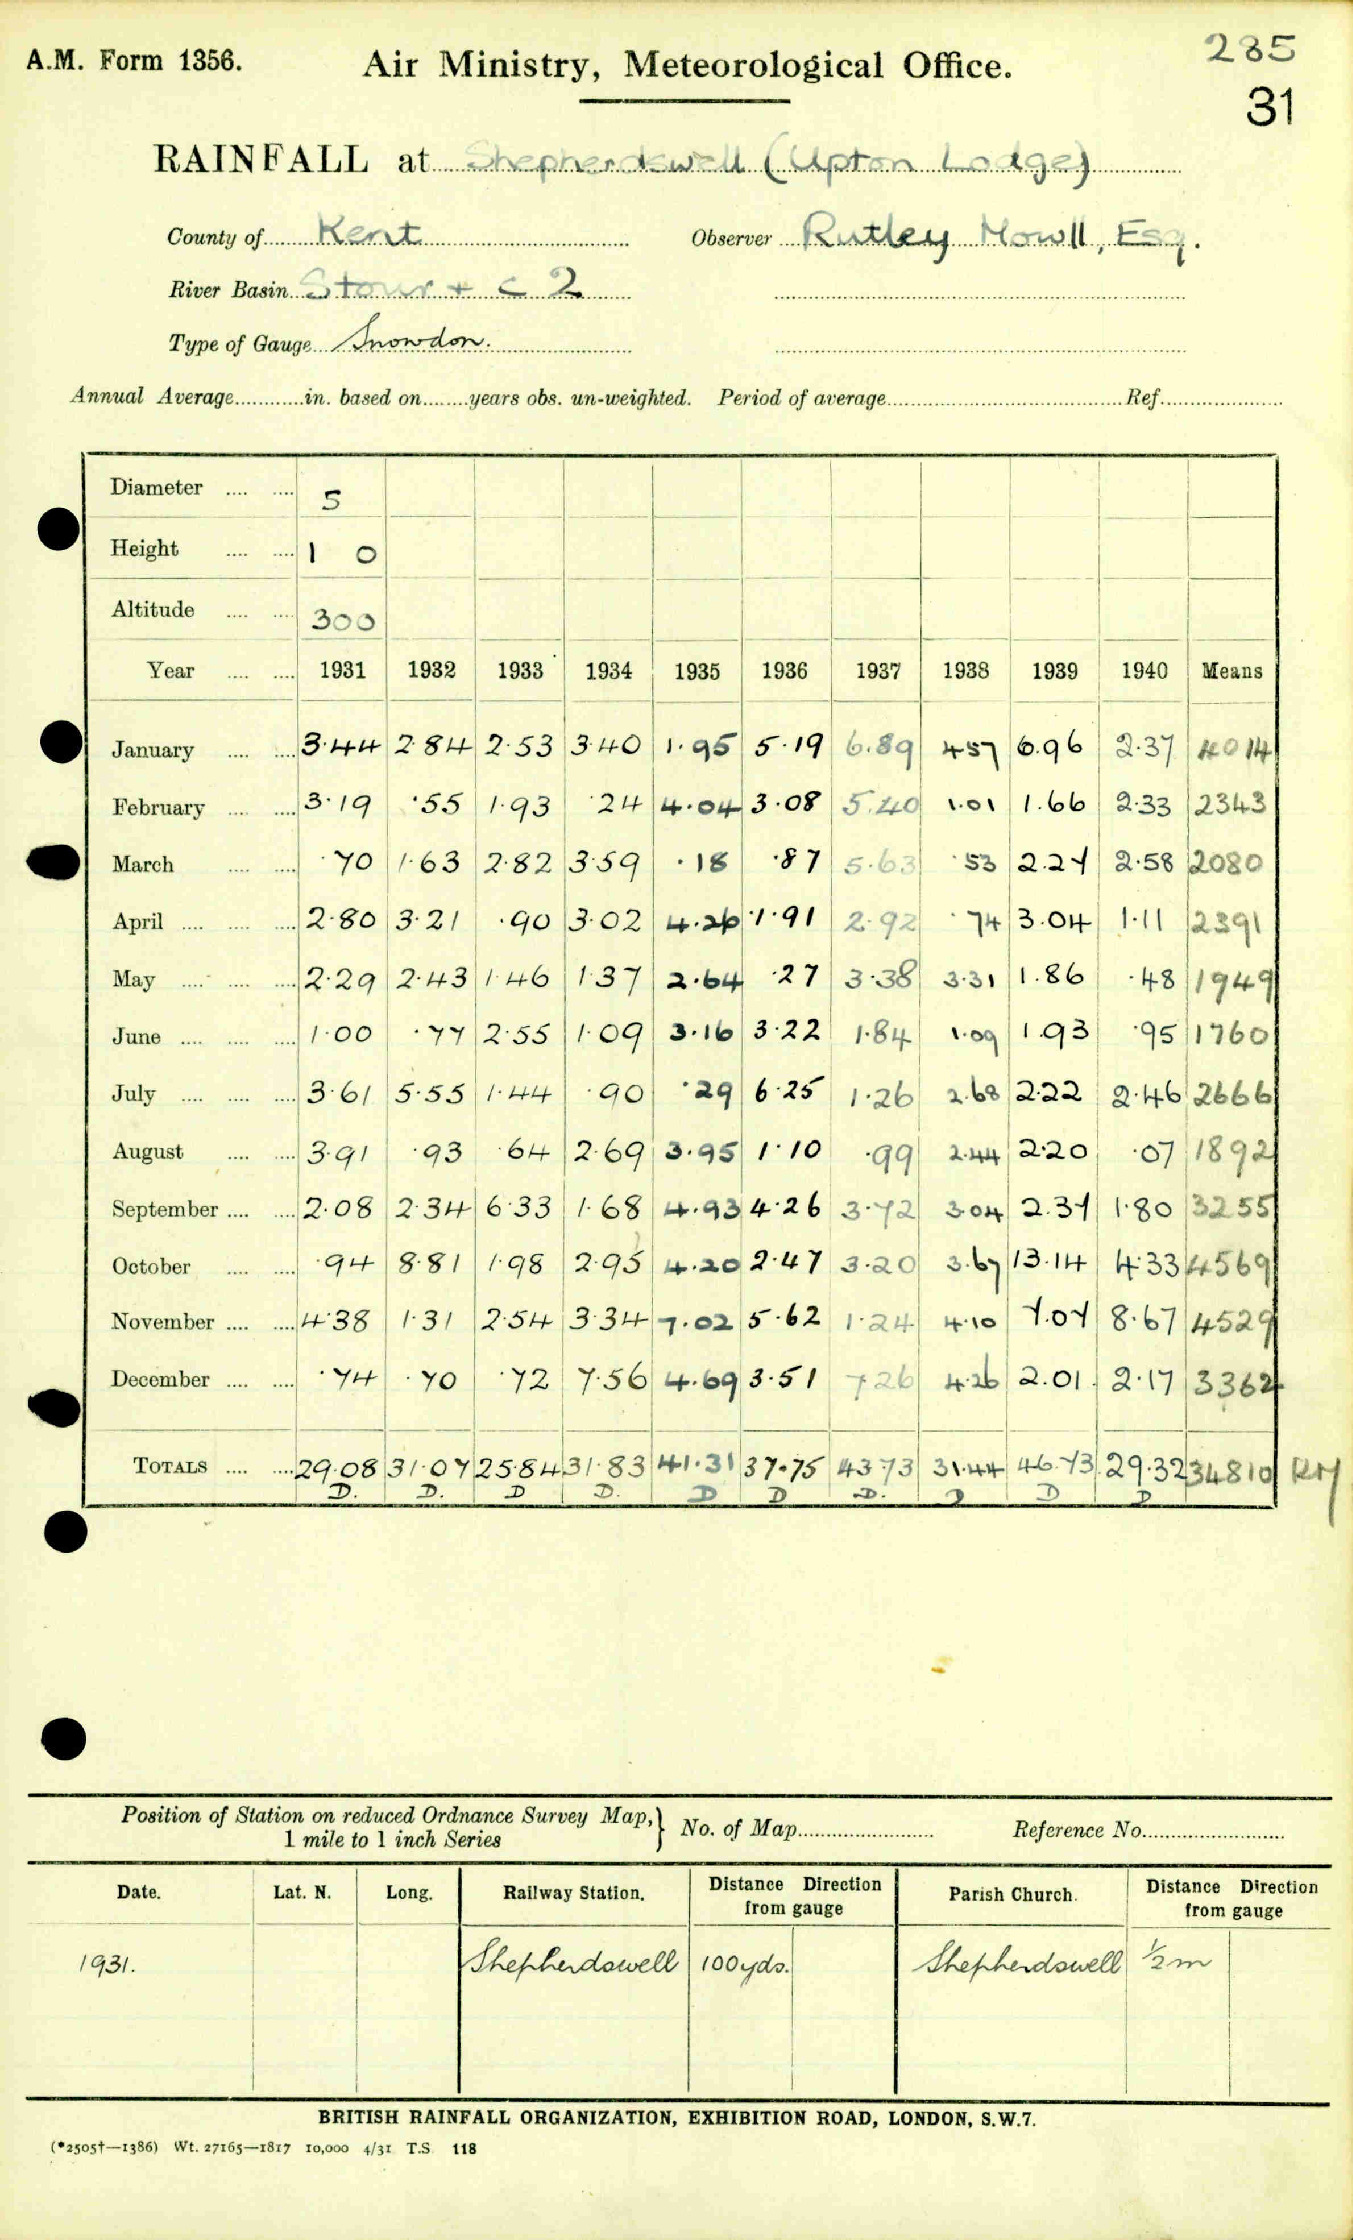 A.M. Form 1356. Air Ministry, Meteorological Office. 285
31
RAINFALL at Shepherdswell (Upton Lodge)
County of Kent Observer Rutley Mowll, Esq.
River Basin Stour + C 2
Type of Gauge Snowdon.
Annual Average in. based on years obs. un-weighted. Period of average Ref.
Diameter 5
Height 1 0
Altitude 300
Year 1931 1932 1933 1934 1935 1936 1937 1938 1939 1940 Means
January 3·44 2·84 2·53 3·40 1·95 5·19 6·89 4·57 6·96 2·37 4014
February 3·19 ·55 1·93 ·24 4·04 3·08 5·40 1·01 1·66 2·33 2343
March ·70 1·63 2·82 3·59 ·18 ·87 5·63 ·53 2·27 2·58 2080
April 2·80 3·21 ·90 3·02 4·26 1·91 2·92 ·74 3·04 1·11 2391
May 2·29 2·43 1·46 1·37 2·64 ·27 3·38 3·31 1·86 ·48 1949
June 1·00 ·77 2·55 1·09 3·16 3·22 1·84 1·09 1·93 ·95 1760
July 3·61 5·55 1·44 ·90 ·29 6·25 1·26 2·68 2·22 2·46 2666
August 3·91 ·93 ·64 2·69 3·95 1·10 ·99 2·44 2·20 ·07 1892
September 2·08 2·34 6·33 1·68 4·93 4·26 3·72 3·04 2·37 1·80 3255
October ·94 8·81 1·98 2·95 4·20 2·47 3·20 3·67 13·14 4·33 4569
November 4·38 1·31 2·54 3·34 7·02 5·62 1·24 4·10 7·07 8·67 4529
December ·74 ·70 ·72 7·56 4·69 3·51 7·26 4·26 2·01 2·17 3362
TOTALS 29·08 31·07 25·84 31·83 41·31 37·75 43·73 31·44 46·73 29·32 34810 RM
D. D. D D. D D D. D D D
Position of Station on reduced Ordnance Survey Map, 1 mile to 1 inch Series } No. of Map Reference No.
Date. Lat. N. Long. Railway Station. Distance Direction from gauge Parish Church. Distance Direction from gauge
1931. Shepherdswell 100yds. Shepherdswell ½m
BRITISH RAINFALL ORGANIZATION, EXHIBITION ROAD, LONDON, S.W.7.
(*2505†—1386) Wt. 27165—1817 10,000 4/31 T.S. 118